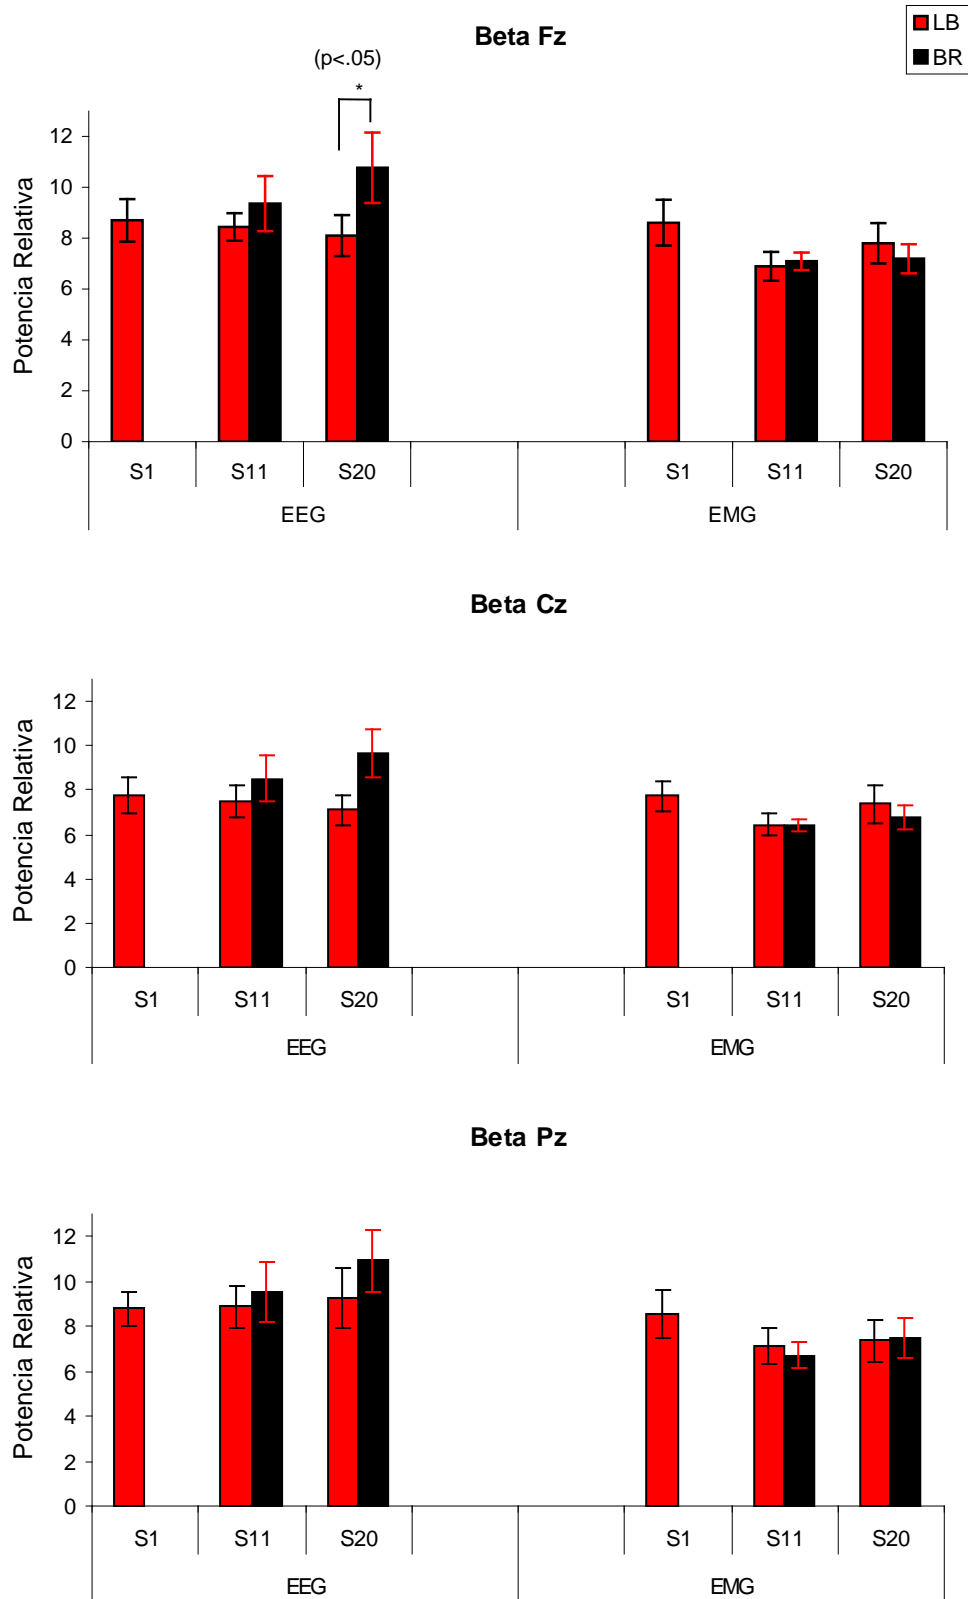 Beta Fz
LB
BR
(p<.05)
*
Potencia Relativa
12
10
8
6
4
2
0
S1 S11 S20 S1 S11 S20
EEG EMG
Beta Cz
Potencia Relativa
12
10
8
6
4
2
0
S1 S11 S20 S1 S11 S20
EEG EMG
Beta Pz
Potencia Relativa
12
10
8
6
4
2
0
S1 S11 S20 S1 S11 S20
EEG EMG